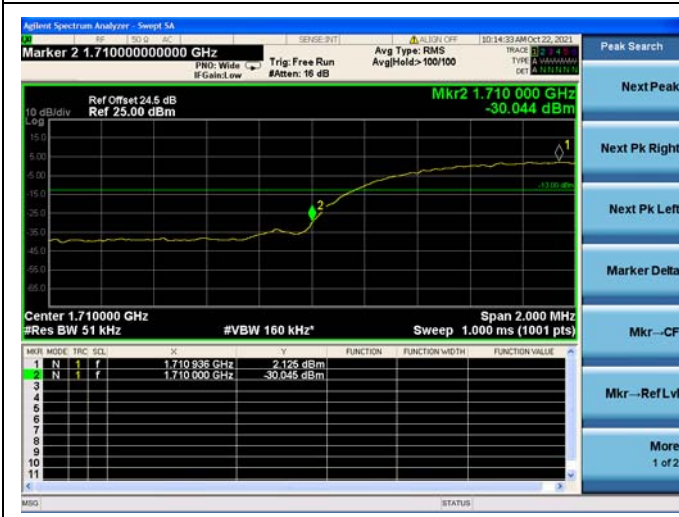 Agilent Spectrum Analyzer - Swept SA
RF 50 Ω AC SENSE:INT ALIGN OFF 10:14:33 AM Oct 22, 2021
Marker 2 1.710000000000 GHz
PNO: Wide
IFGain:Low
Trig: Free Run
#Atten: 16 dB
Avg Type: RMS
Avg|Hold:>100/100
TRACE 1 2 3 4 5 6
TYPE A
DET A N N N N N
Peak Search
Ref Offset 24.5 dB
10 dB/div Ref 25.00 dBm
Log
Mkr2 1.710 000 GHz
-30.044 dBm
15.0
5.00
-5.00
-15.0
-25.0
-35.0
-45.0
-55.0
-65.0
1
2
-13.00 dBm
Center 1.710000 GHz Span 2.000 MHz
#Res BW 51 kHz #VBW 160 kHz* Sweep 1.000 ms (1001 pts)
MKR MODE TRC SCL X Y FUNCTION FUNCTION WIDTH FUNCTION VALUE
1 N 1 f 1.710 936 GHz 2.125 dBm
2 N 1 f 1.710 000 GHz -30.045 dBm
3
4
5
6
7
8
9
10
11
MSG STATUS
Next Peak
Next Pk Right
Next Pk Left
Marker Delta
Mkr→CF
Mkr→Ref Lvl
More
1 of 2